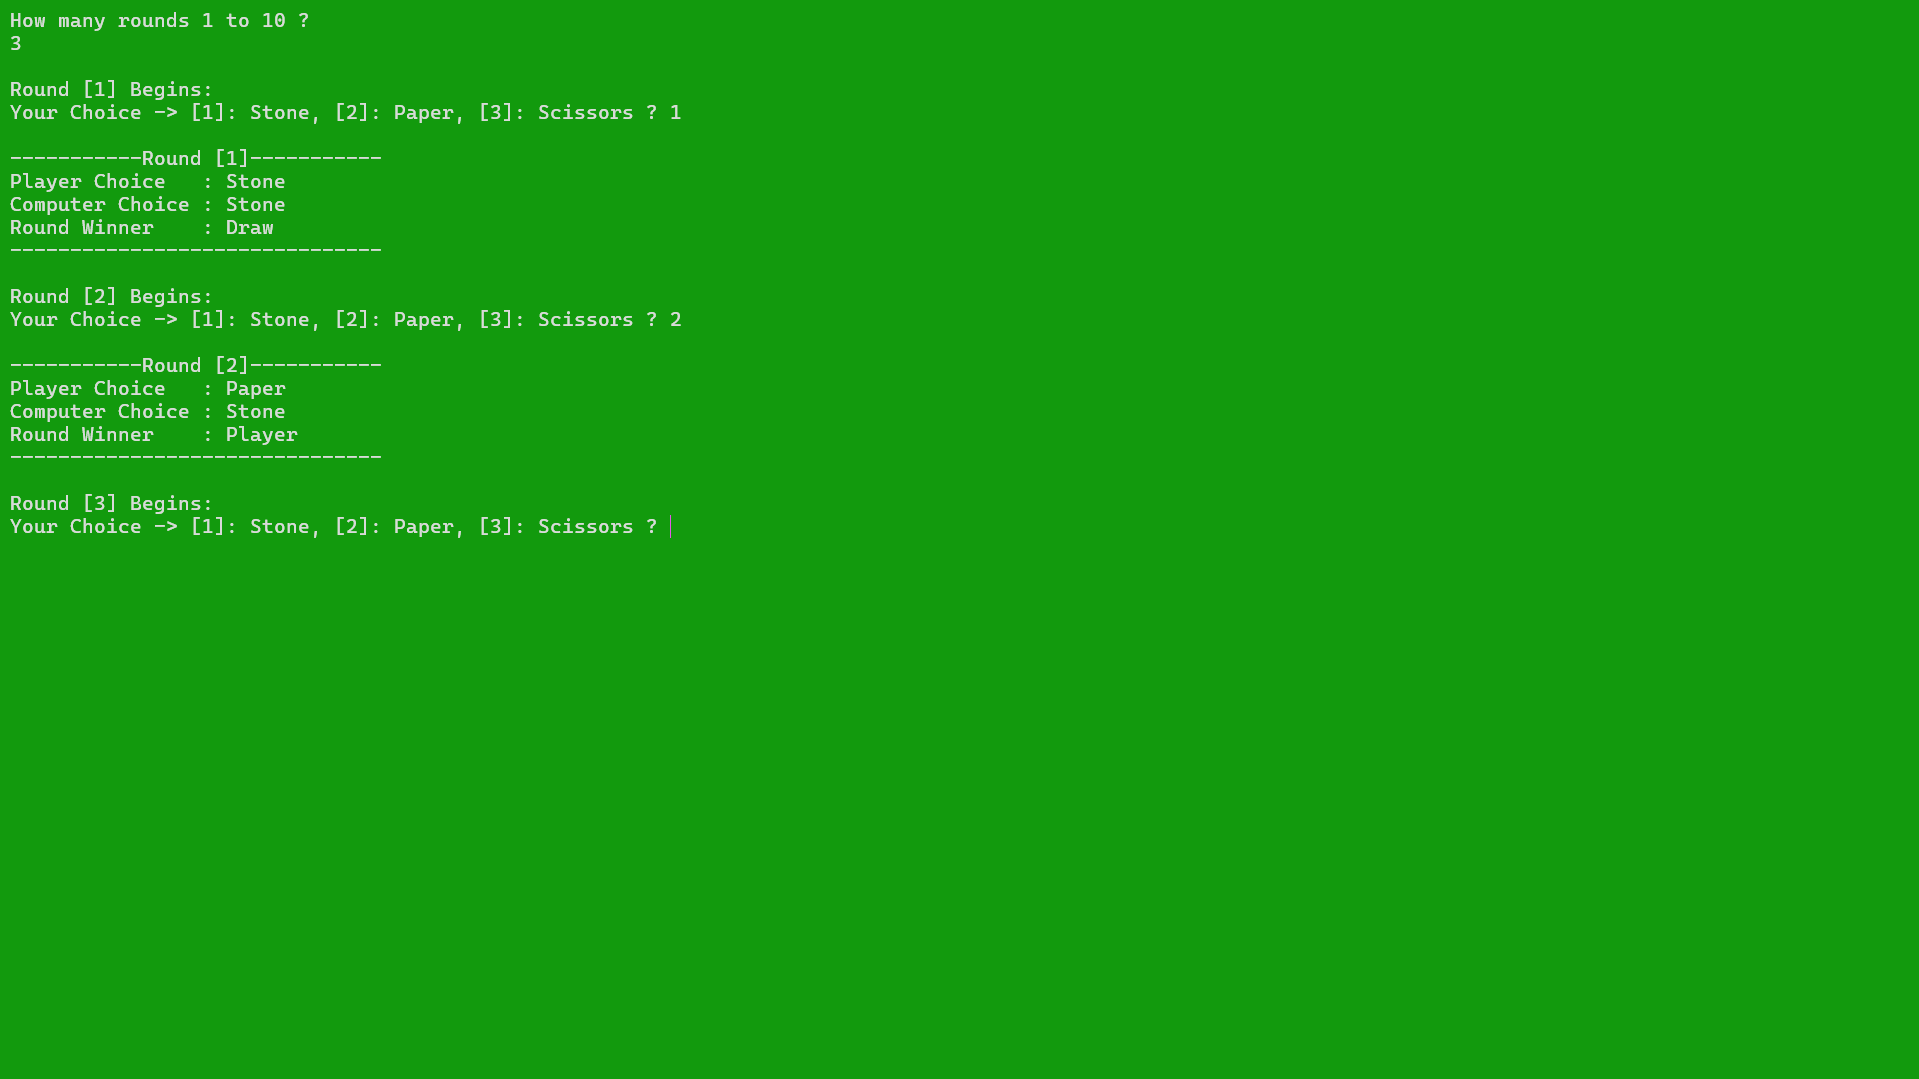 How many rounds 1 to 10 ?
3
Round [1] Begins:
Your Choice -> [1]: Stone, [2]: Paper, [3]: Scissors ? 1
-----------Round [1]-----------
Player Choice   : Stone
Computer Choice : Stone
Round Winner    : Draw
-------------------------------
Round [2] Begins:
Your Choice -> [1]: Stone, [2]: Paper, [3]: Scissors ? 2
-----------Round [2]-----------
Player Choice   : Paper
Computer Choice : Stone
Round Winner    : Player
-------------------------------
Round [3] Begins:
Your Choice -> [1]: Stone, [2]: Paper, [3]: Scissors ?